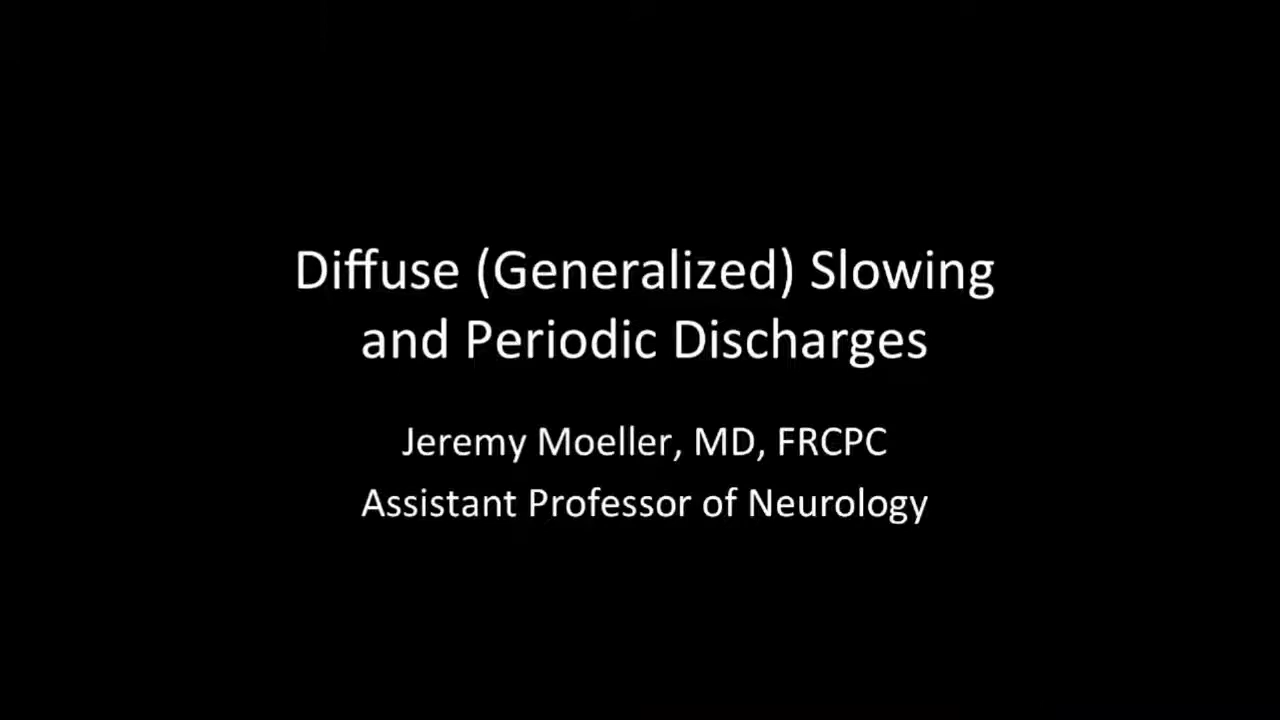 Diffuse (Generalized) Slowing
and Periodic Discharges
Jeremy Moeller, MD, FRCPC
Assistant Professor of Neurology